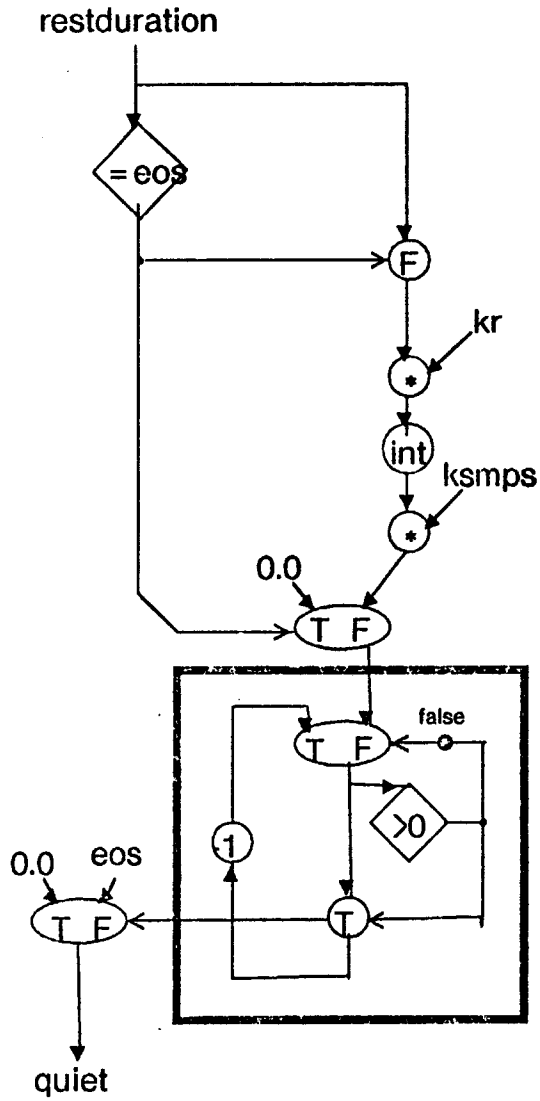 restduration
= eos
F
kr
*
int
ksmps
*
0.0
T F
false
T F
>0
-1
0.0 eos
T F
T
quiet